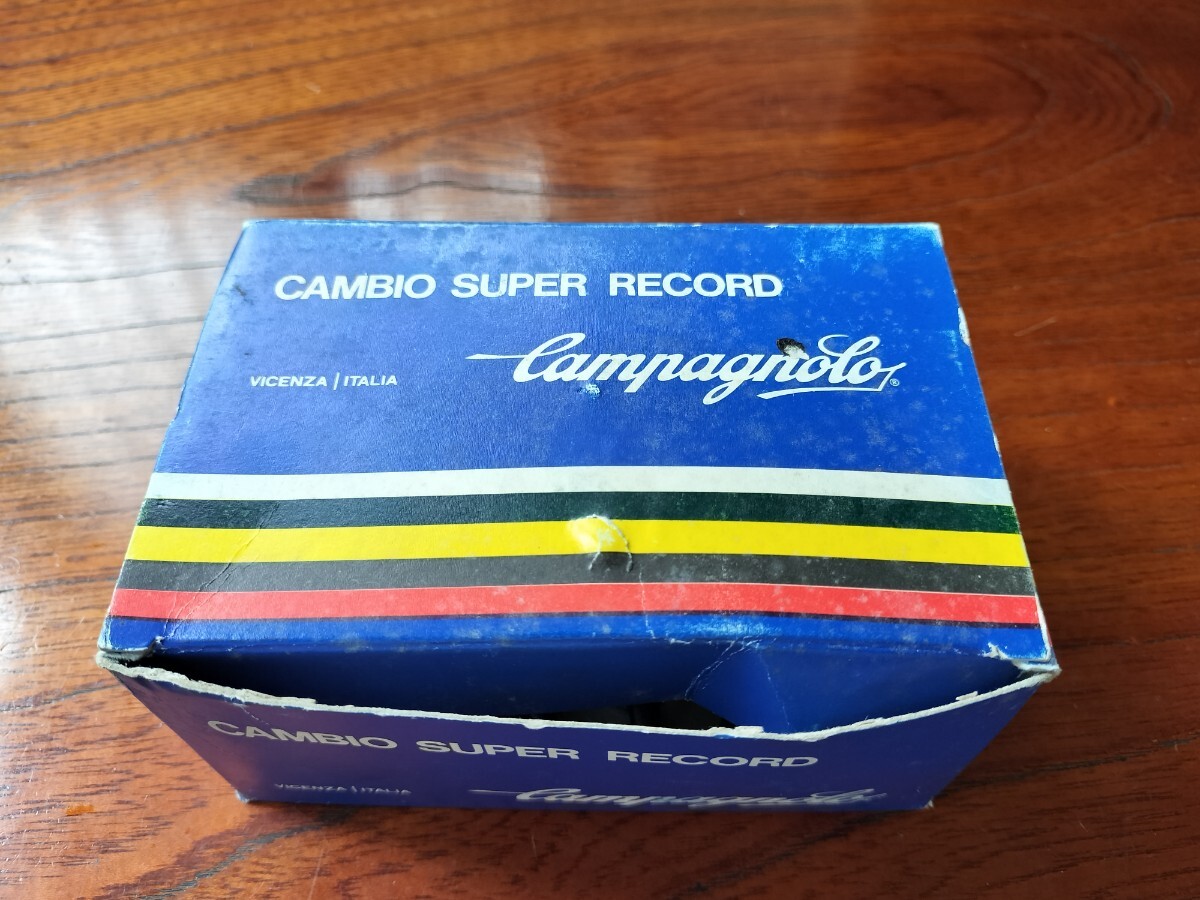 CAMBIO SUPER RECORD
Campagnolo®
VICENZA | ITALIA
CAMBIO SUPER RECORD
VICENZA | ITALIA
Campagnolo